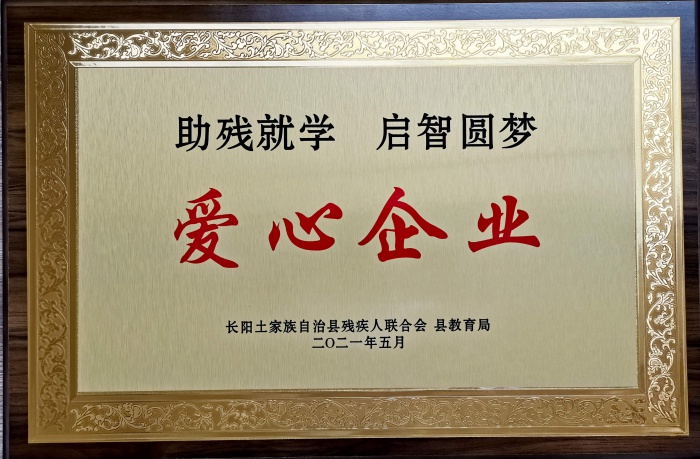 助残就学 启智圆梦
爱心企业
长阳土家族自治县残疾人联合会 县教育局
二〇二一年五月